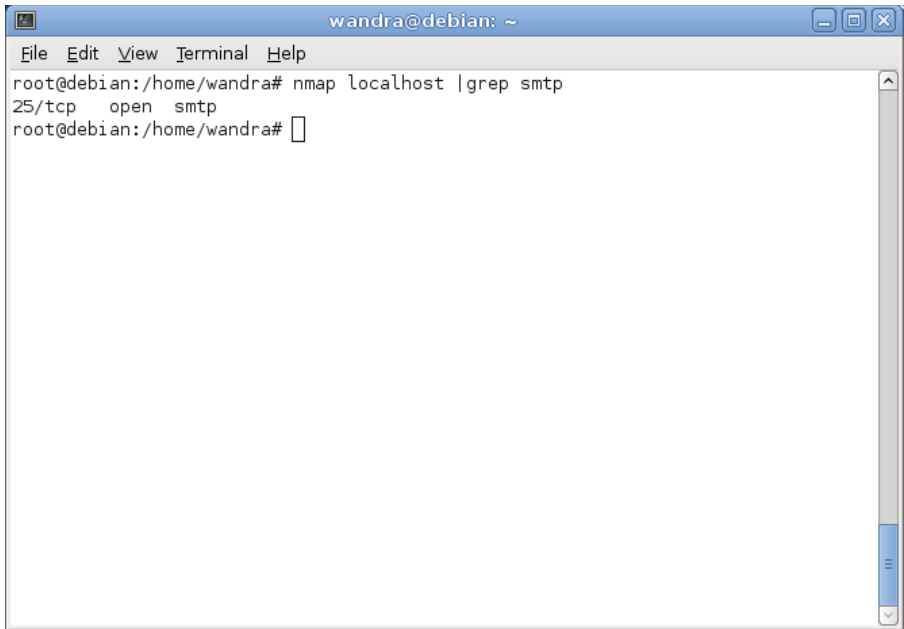 wandra@debian: ~
File Edit View Terminal Help
root@debian:/home/wandra# nmap localhost |grep smtp
25/tcp   open  smtp
root@debian:/home/wandra#